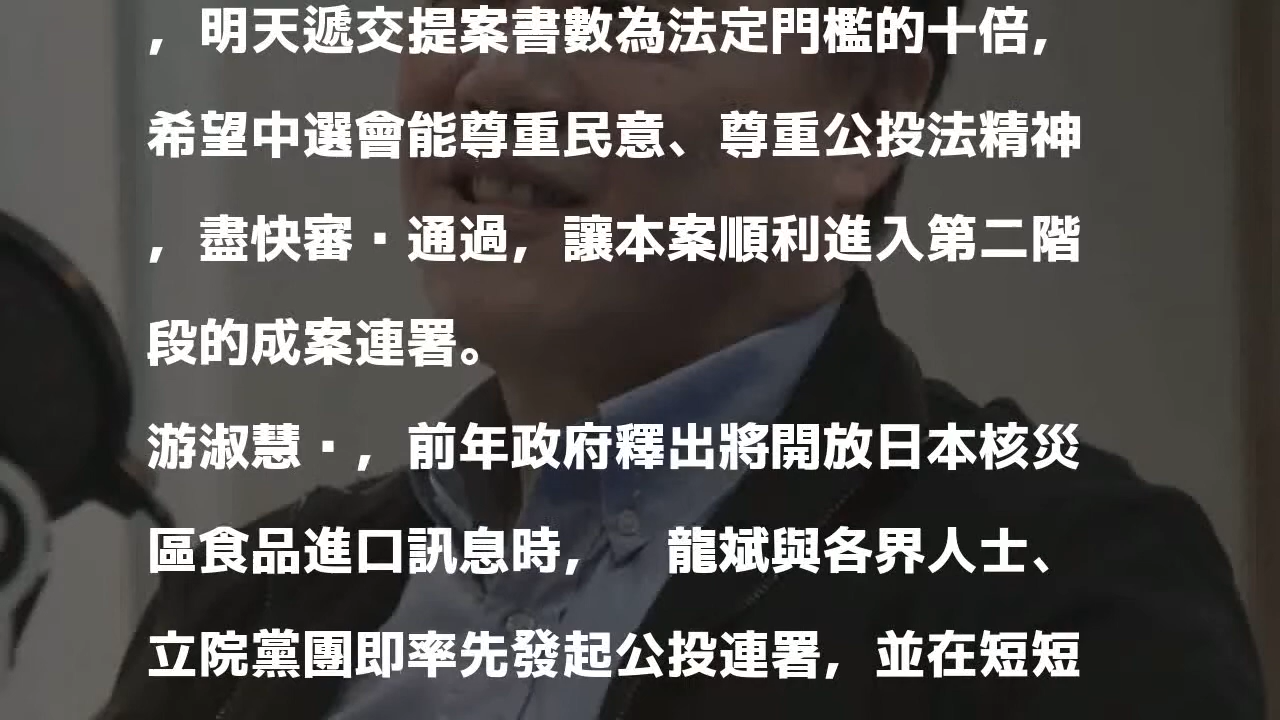 ，明天遞交提案書數為法定門檻的十倍，
希望中選會能尊重民意、尊重公投法精神
，盡快審▪通過，讓本案順利進入第二階
段的成案連署。
游淑慧▪，前年政府釋出將開放日本核災
區食品進口訊息時，　龍斌與各界人士、
立院黨團即率先發起公投連署，並在短短